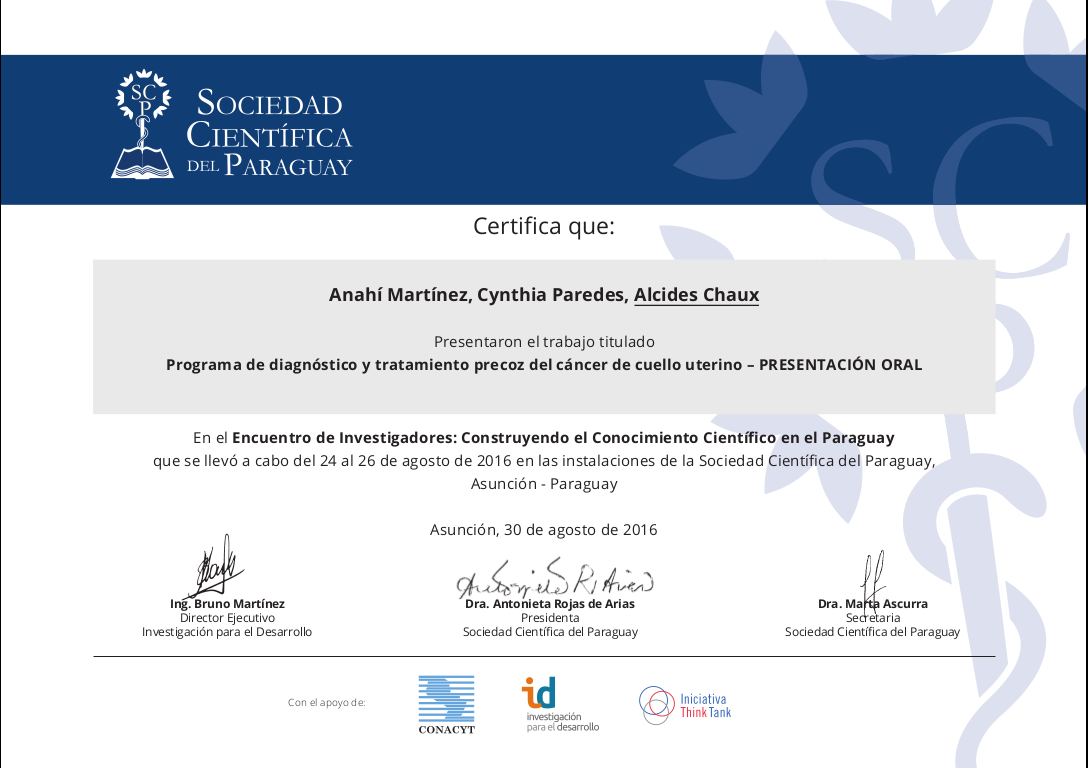 SCP
SOCIEDAD
CIENTÍFICA
DEL PARAGUAY
Certifica que:
Anahí Martínez, Cynthia Paredes, Alcides Chaux
Presentaron el trabajo titulado
Programa de diagnóstico y tratamiento precoz del cáncer de cuello uterino – PRESENTACIÓN ORAL
En el Encuentro de Investigadores: Construyendo el Conocimiento Científico en el Paraguay
que se llevó a cabo del 24 al 26 de agosto de 2016 en las instalaciones de la Sociedad Científica del Paraguay,
Asunción - Paraguay
Asunción, 30 de agosto de 2016
Ing. Bruno Martínez
Director Ejecutivo
Investigación para el Desarrollo
Dra. Antonieta Rojas de Arias
Presidenta
Sociedad Científica del Paraguay
Dra. Marta Ascurra
Secretaria
Sociedad Científica del Paraguay
Con el apoyo de:
CONACYT
id
investigación
para el desarrollo
Iniciativa
ThinkTank